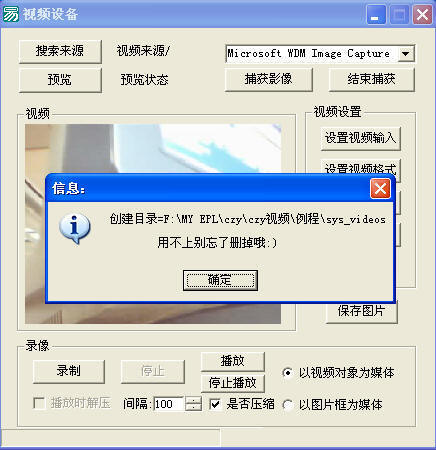 视频设备
搜索来源 视频来源/ Microsoft WDM Image Capture
预览 预览状态 捕获影像 结束捕获
视频 视频设置
设置视频输入
设置视频格式
信息:
创建目录=F:\MY EPL\czy\czy视频\例程\sys_videos
用不上别忘了删掉哦:)
确定
保存图片
录像
录制 停止 播放
停止播放 以视频对象为媒体
播放时解压 间隔:100 是否压缩 以图片框为媒体